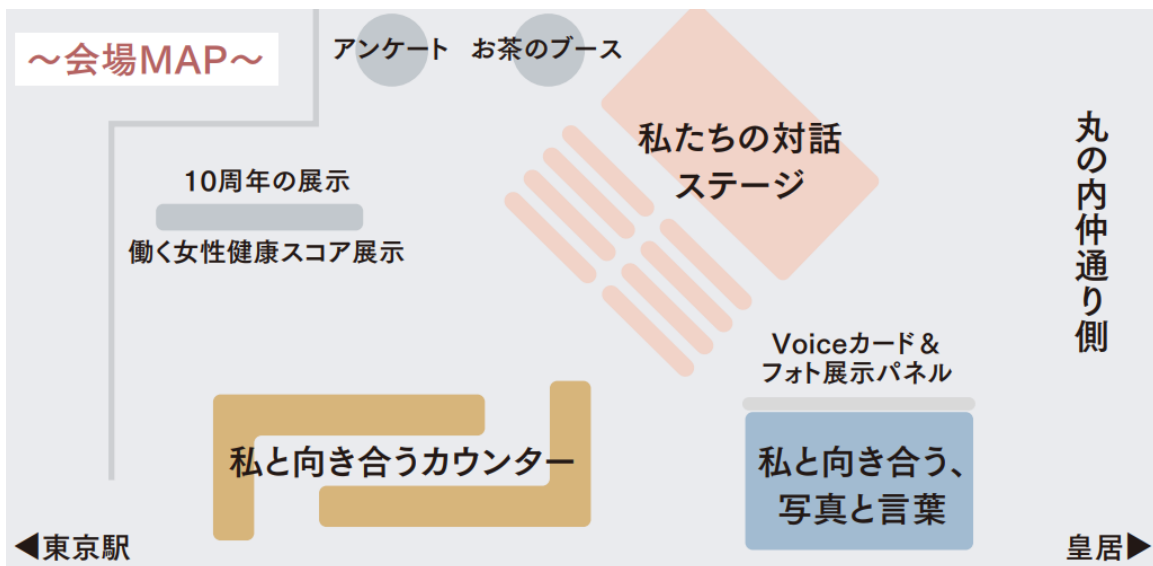 ～会場MAP～
アンケート
お茶のブース
私たちの対話
ステージ
丸の内仲通り側
10周年の展示
働く女性健康スコア展示
Voiceカード＆
フォト展示パネル
私と向き合うカウンター
私と向き合う、
写真と言葉
◀東京駅
皇居▶